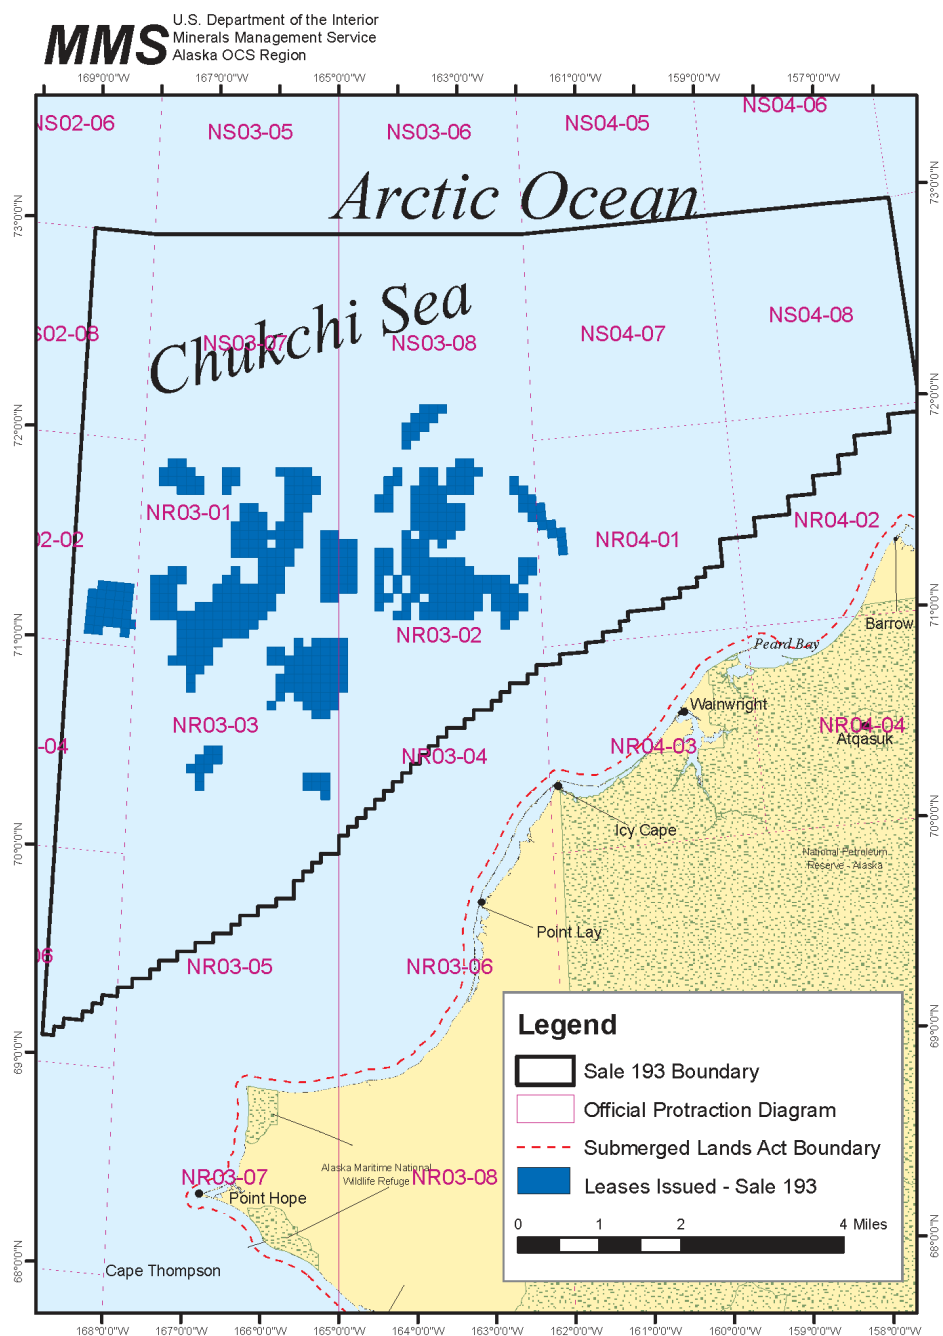 MMS
U.S. Department of the Interior
Minerals Management Service
Alaska OCS Region
169°0'0"W 167°0'0"W 165°0'0"W 163°0'0"W 161°0'0"W 159°0'0"W 157°0'0"W
NS02-06
NS03-05
NS03-06
NS04-05
NS04-06
73°0'0"N
73°0'0"N
Arctic Ocean
Chukchi Sea
S02-08
NS03-07
NS03-08
NS04-07
NS04-08
72°0'0"N
72°0'0"N
NR03-01
02-02
NR04-01
NR04-02
71°0'0"N
71°0'0"N
NR03-02
Barrow
Peard Bay
Wainwright
NR03-03
-04
NR03-04
NR04-03
NR04-04
Atqasuk
70°0'0"N
70°0'0"N
Icy Cape
National Petroleum
Reserve - Alaska
Point Lay
06
NR03-05
NR03-06
69°0'0"N
69°0'0"N
Legend
Sale 193 Boundary
Official Protraction Diagram
Submerged Lands Act Boundary
Leases Issued - Sale 193
0 1 2 4 Miles
Alaska Maritime National
Wildlife Refuge
NR03-07
NR03-08
Point Hope
68°0'0"N
68°0'0"N
Cape Thompson
168°0'0"W 167°0'0"W 166°0'0"W 165°0'0"W 164°0'0"W 163°0'0"W 162°0'0"W 161°0'0"W 160°0'0"W 159°0'0"W 158°0'0"W